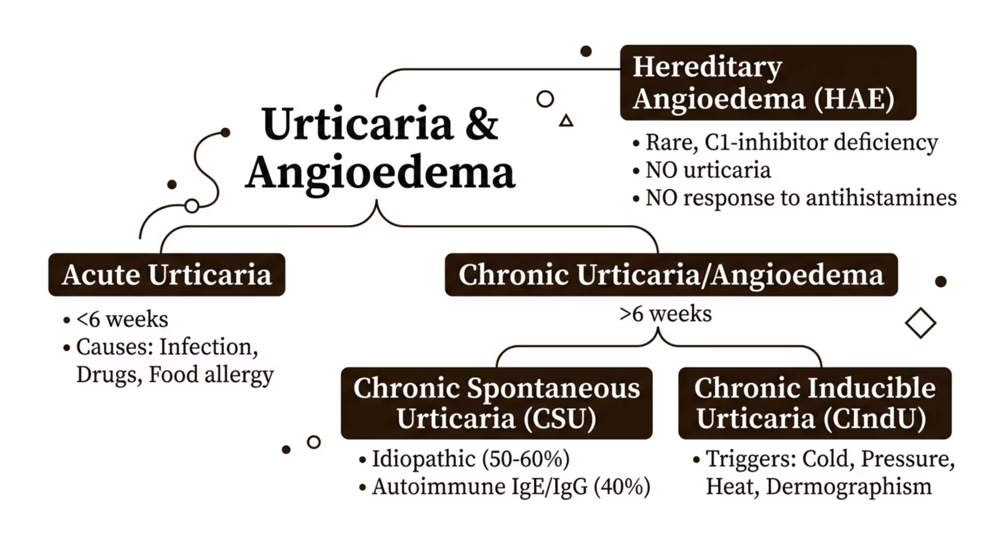 Urticaria &
Angioedema
Hereditary
Angioedema (HAE)
• Rare, C1-inhibitor deficiency
• NO urticaria
• NO response to antihistamines
Acute Urticaria
• <6 weeks
• Causes: Infection,
Drugs, Food allergy
Chronic Urticaria/Angioedema
>6 weeks
Chronic Spontaneous
Urticaria (CSU)
• Idiopathic (50-60%)
• Autoimmune IgE/IgG (40%)
Chronic Inducible
Urticaria (CIndU)
• Triggers: Cold, Pressure,
Heat, Dermographism